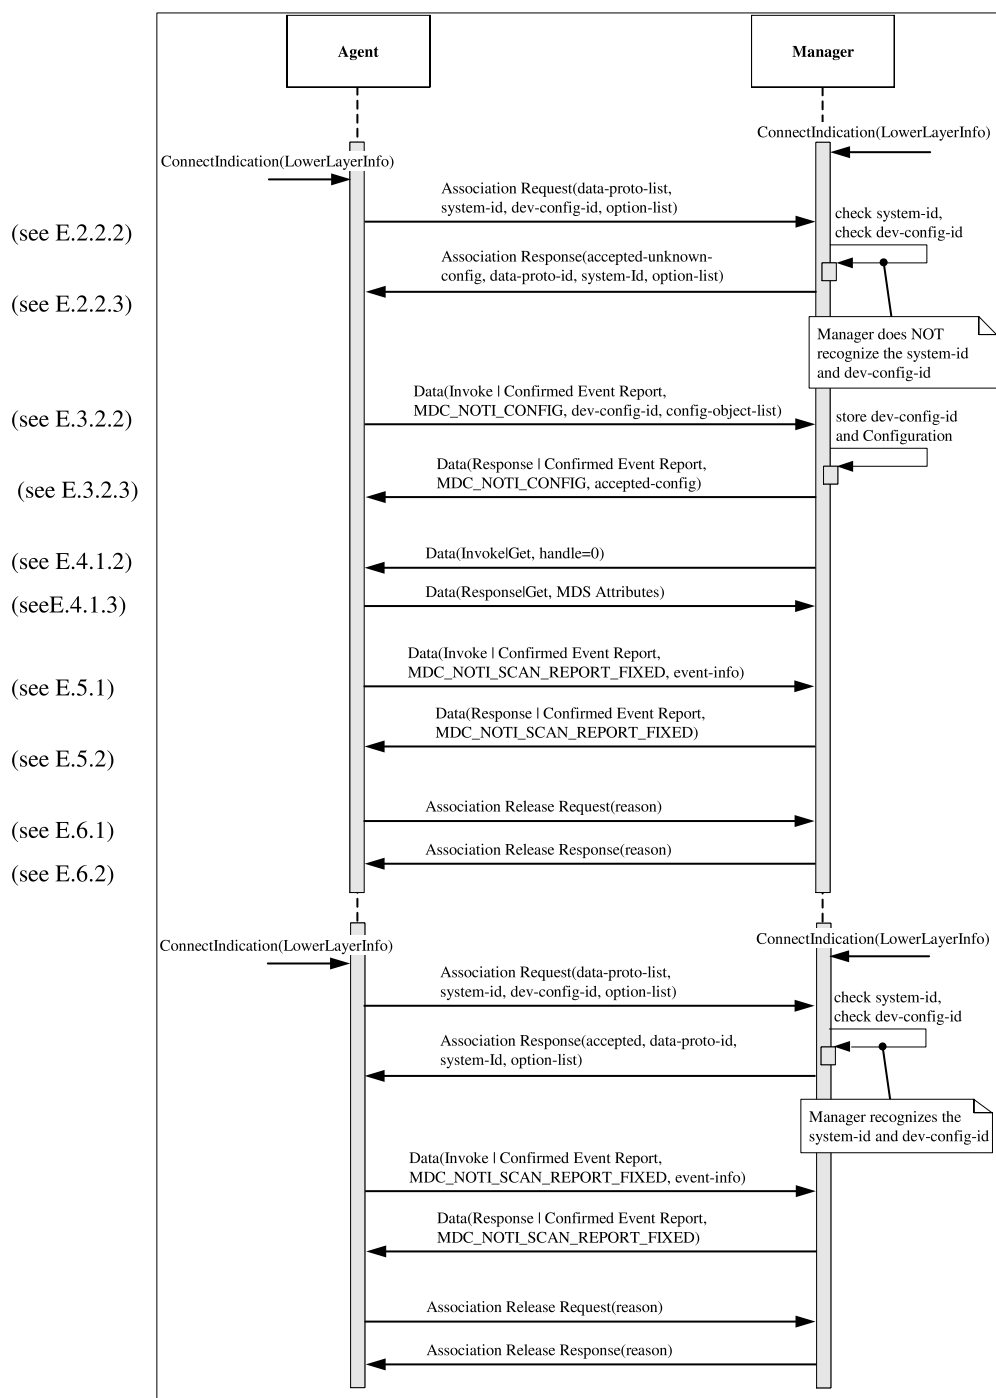 Agent
Manager
ConnectIndication(LowerLayerInfo)
ConnectIndication(LowerLayerInfo)
Association Request(data-proto-list,
system-id, dev-config-id, option-list)
check system-id,
check dev-config-id
(see E.2.2.2)
Association Response(accepted-unknown-
config, data-proto-id, system-Id, option-list)
(see E.2.2.3)
Manager does NOT
recognize the system-id
and dev-config-id
Data(Invoke | Confirmed Event Report,
MDC_NOTI_CONFIG, dev-config-id, config-object-list)
(see E.3.2.2)
store dev-config-id
and Configuration
Data(Response | Confirmed Event Report,
MDC_NOTI_CONFIG, accepted-config)
(see E.3.2.3)
Data(Invoke|Get, handle=0)
(see E.4.1.2)
Data(Response|Get, MDS Attributes)
(seeE.4.1.3)
Data(Invoke | Confirmed Event Report,
MDC_NOTI_SCAN_REPORT_FIXED, event-info)
(see E.5.1)
Data(Response | Confirmed Event Report,
MDC_NOTI_SCAN_REPORT_FIXED)
(see E.5.2)
Association Release Request(reason)
(see E.6.1)
Association Release Response(reason)
(see E.6.2)
ConnectIndication(LowerLayerInfo)
ConnectIndication(LowerLayerInfo)
Association Request(data-proto-list,
system-id, dev-config-id, option-list)
check system-id,
check dev-config-id
Association Response(accepted, data-proto-id,
system-Id, option-list)
Manager recognizes the
system-id and dev-config-id
Data(Invoke | Confirmed Event Report,
MDC_NOTI_SCAN_REPORT_FIXED, event-info)
Data(Response | Confirmed Event Report,
MDC_NOTI_SCAN_REPORT_FIXED)
Association Release Request(reason)
Association Release Response(reason)